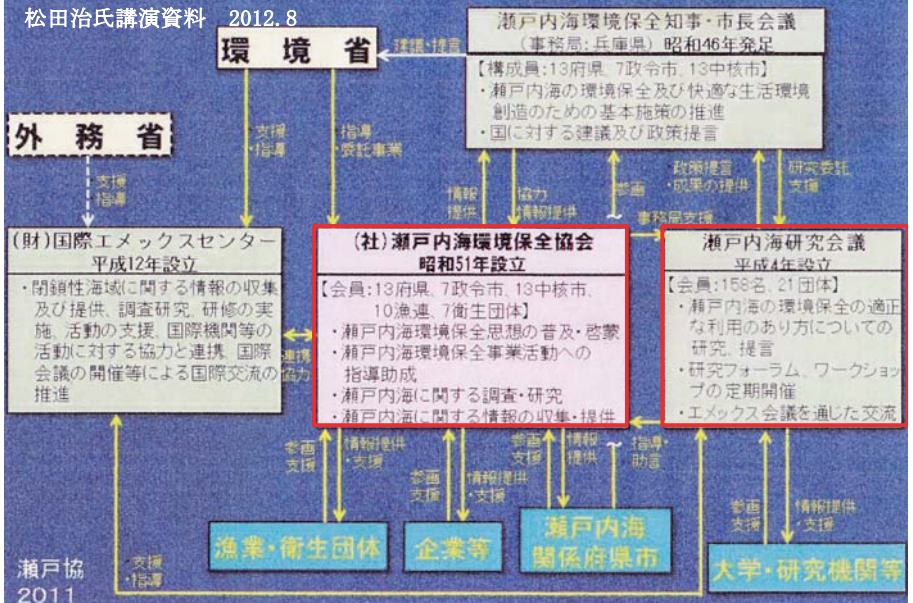 松田治氏講演資料 2012.8
環境省
建議・提言
瀬戸内海環境保全知事・市長会議
(事務局:兵庫県) 昭和46年発足
【構成員:13府県、7政令市、13中核市】
・瀬戸内海の環境保全及び快適な生活環境
創造のための基本施策の推進
・国に対する建議及び政策提言
外務省
支援
指導
支援
・指導
指導
・委託事業
情報
提供
協力
情報提供
参画
政策提言
・成果の提供
研究委託
支援
事務局支援
(財)国際エメックスセンター
平成12年設立
・閉鎖性海域に関する情報の収集
及び提供、調査研究、研修の実
施、活動の支援、国際機関等の
活動に対する協力と連携、国際
会議の開催等による国際交流の
推進
連携
協力
(社)瀬戸内海環境保全協会
昭和51年設立
【会員:13府県、7政令市、13中核市、
10漁連、7衛生団体】
・瀬戸内海環境保全思想の普及・啓蒙
・瀬戸内海環境保全事業活動への
指導助成
・瀬戸内海に関する調査・研究
・瀬戸内海に関する情報の収集・提供
瀬戸内海研究会議
平成4年設立
【会員:158名、21団体】
・瀬戸内海の環境保全の適正
な利用のあり方についての
研究、提言
・研究フォーラム、ワークショッ
プの定期開催
・エメックス会議を通じた交流
参画
支援
情報提供
・支援
参画
支援
情報提供
・支援
参画
支援
情報
提供
指導・
助言
参画
支援
情報提供
・支援
漁業・衛生団体
企業等
瀬戸内海
関係府県市
大学・研究機関等
支援
・指導
瀬戸協
2011